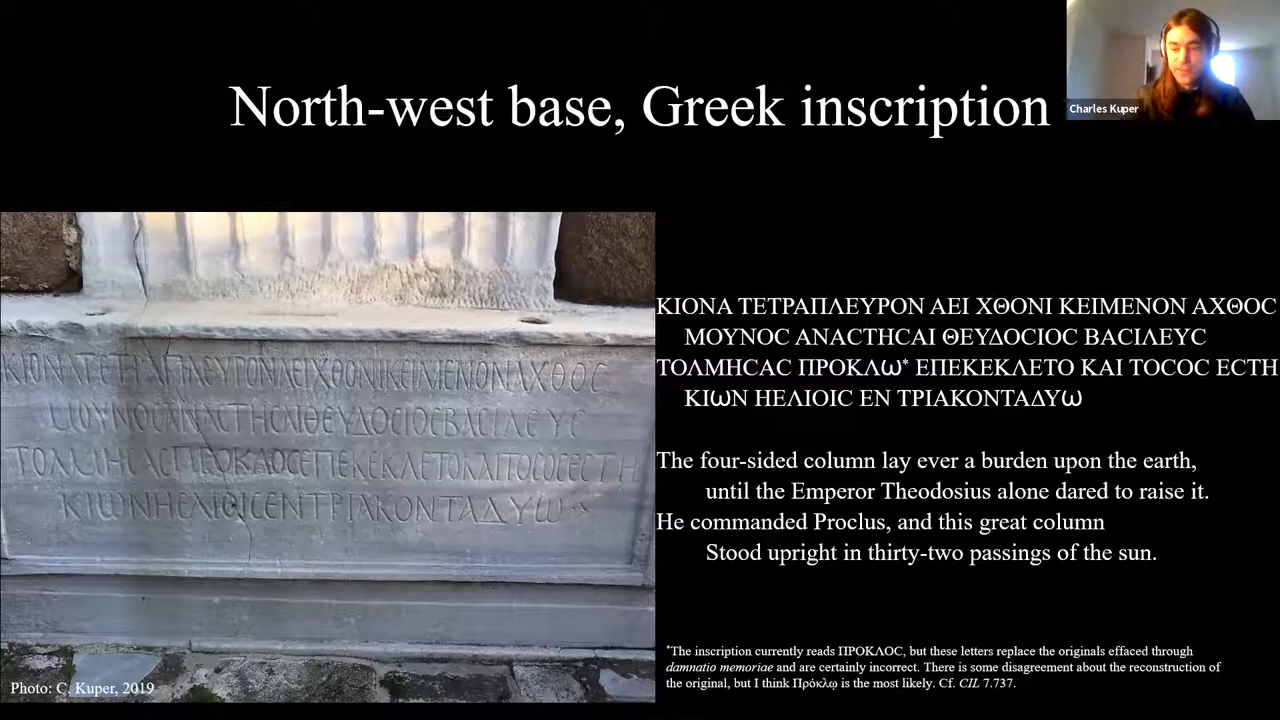 Charles Kuper
North-west base, Greek inscription
ΚΙΟΝΑ ΤΕΤΡΑΠΛΕΥΡΟΝ ΑΕΙ ΧΘΟΝΙ ΚΕΙΜΕΝΟΝ ΑΧΘΟϹ
ΜΟΥΝΟϹ ΑΝΑϹΤΗϹΑΙ ΘΕΥΔΟϹΙΟϹ ΒΑϹΙΛΕΥϹ
ΤΟΛΜΗϹΑϹ ΠΡΟΚΛω* ΕΠΕΚΕΚΛΕΤΟ ΚΑΙ ΤΟϹΟϹ ΕϹΤΗ
ΚΙωΝ ΗΕΛΙΟΙϹ ΕΝ ΤΡΙΑΚΟΝΤΑΔΥω
The four-sided column lay ever a burden upon the earth,
until the Emperor Theodosius alone dared to raise it.
He commanded Proclus, and this great column
Stood upright in thirty-two passings of the sun.
*The inscription currently reads ΠΡΟΚΛΟϹ, but these letters replace the originals effaced through
damnatio memoriae and are certainly incorrect. There is some disagreement about the reconstruction of
the original, but I think Πρόκλῳ is the most likely. Cf. CIL 7.737.
ΚΙΟΝΑΤΕΤΡΑΠΛΕΥΡΟΝΑΕΙΧΘΟΝΙΚΕΙΜΕΝΟΝΑΧΘΟϹ
ΜΟΥΝΟϹΑΝΑϹΤΗϹΑΙΘΕΥΔΟϹΙΟϹΒΑϹΙΛΕΥϹ
ΤΟΛΜΗϹΑϹΠΡΟΚΛΟϹΕΠΕΚΕΚΛΕΤΟΚΑΙΤΟϹΟϹΕϹΤΗ
ΚΙωΝΗΕΛΙΟΙϹΕΝΤΡΙΑΚΟΝΤΑΔΥω
Photo: C. Kuper, 2019